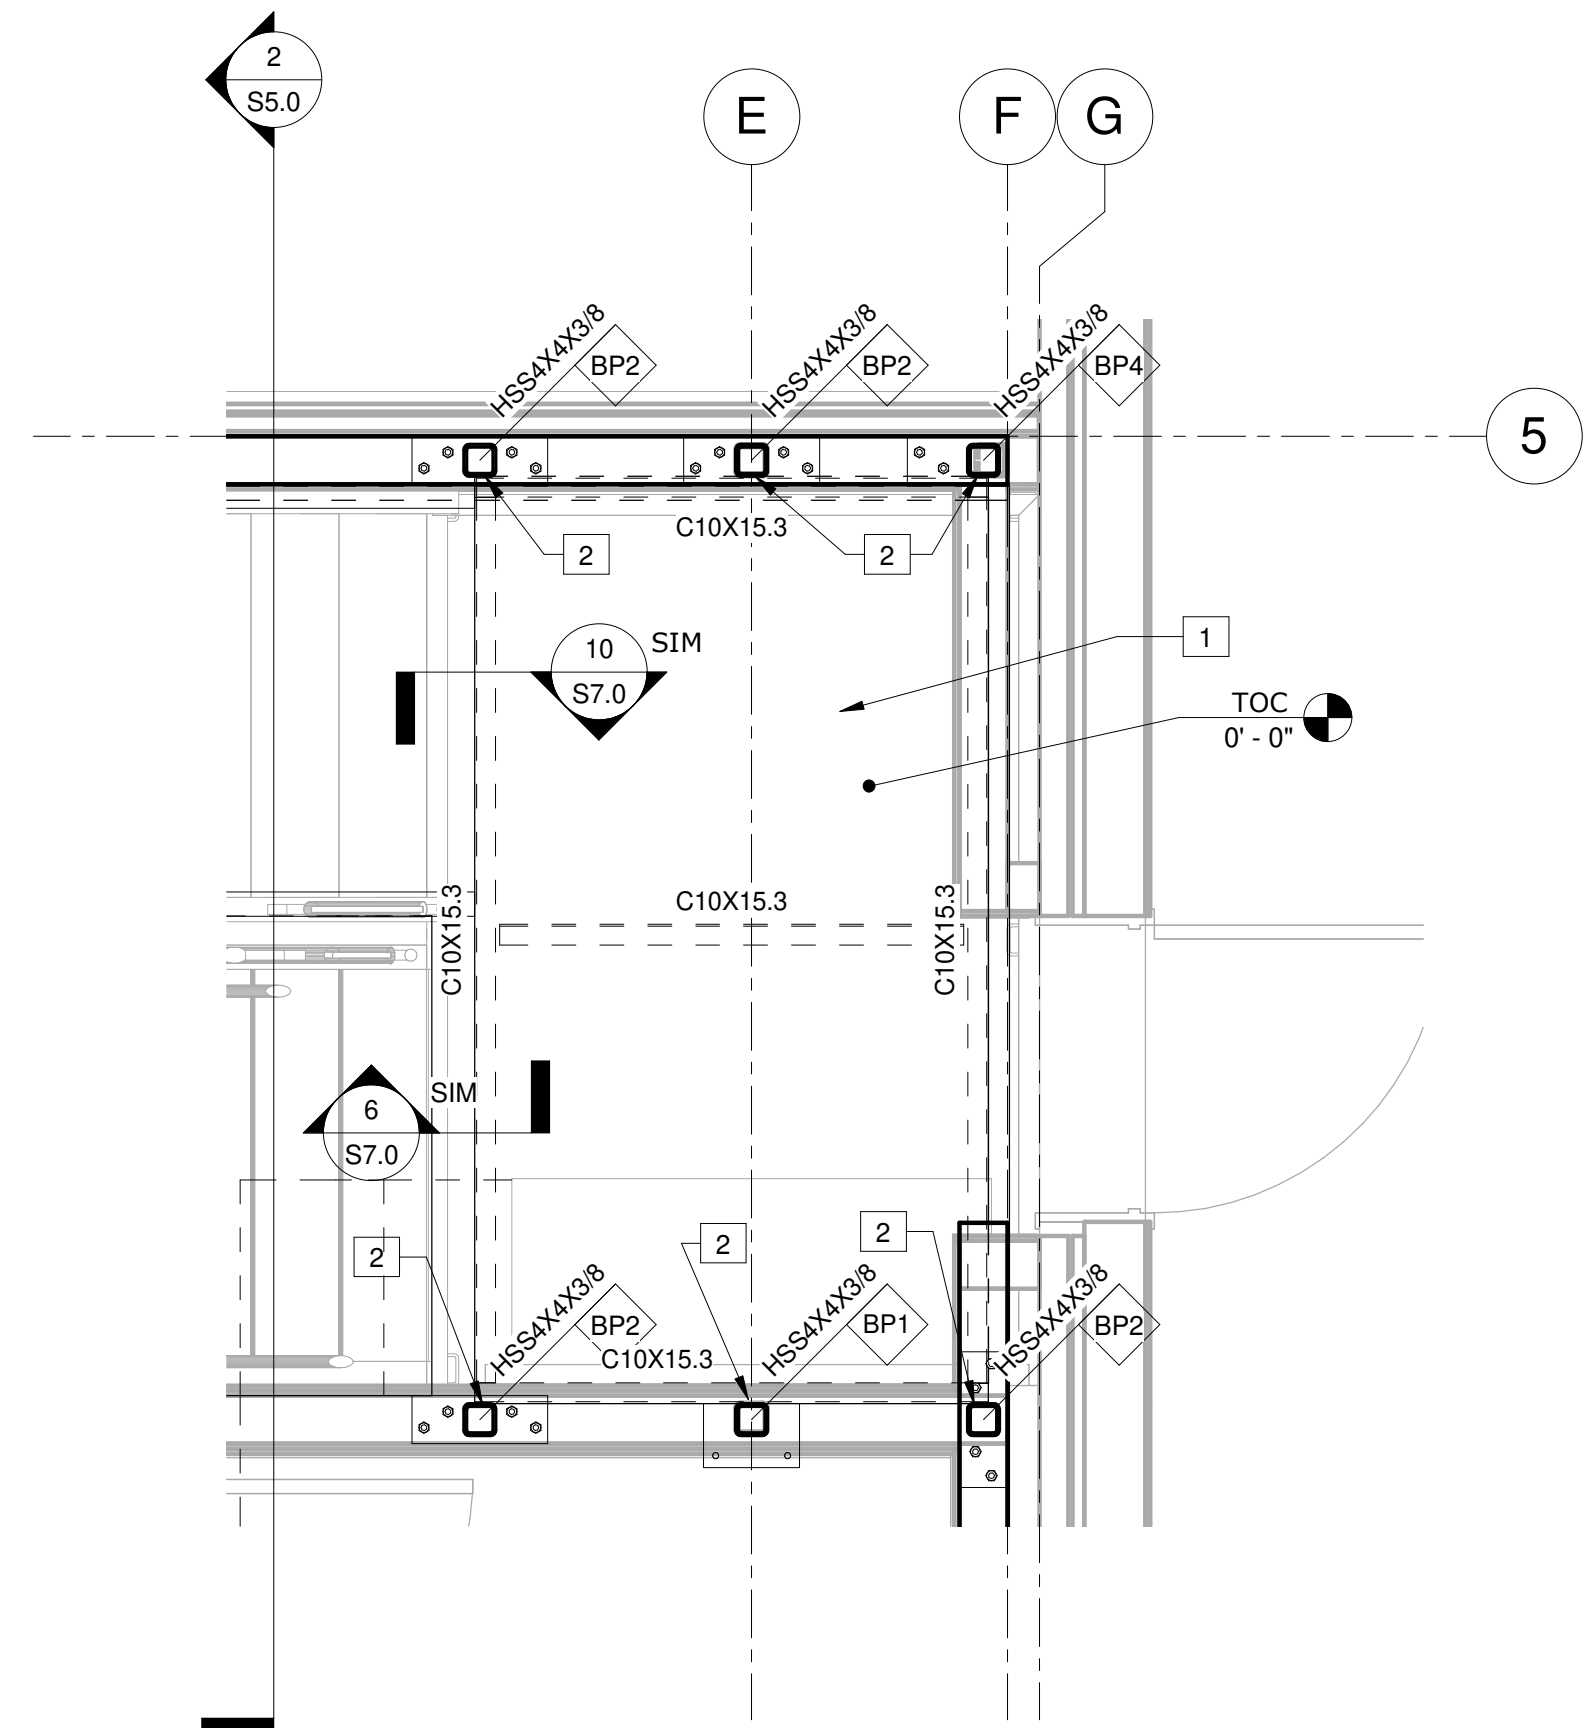 2
S5.0
E
F
G
HSS4X4X3/8
BP2
HSS4X4X3/8
BP2
HSS4X4X3/8
BP4
5
C10X15.3
2
2
10
S7.0
SIM
1
TOC
0' - 0"
C10X15.3
C10X15.3
C10X15.3
6
S7.0
SIM
2
2
2
HSS4X4X3/8
BP2
HSS4X4X3/8
BP1
HSS4X4X3/8
BP2
C10X15.3